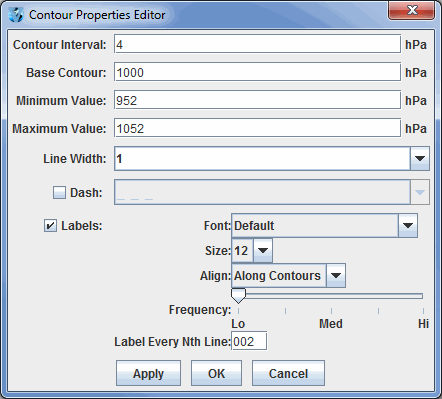 Contour Properties Editor
Contour Interval: 4 hPa
Base Contour: 1000 hPa
Minimum Value: 952 hPa
Maximum Value: 1052 hPa
Line Width: 1
Dash: _ _ _
Labels: Font: Default
Size: 12
Align: Along Contours
Frequency:
Lo Med Hi
Label Every Nth Line: 002
Apply OK Cancel